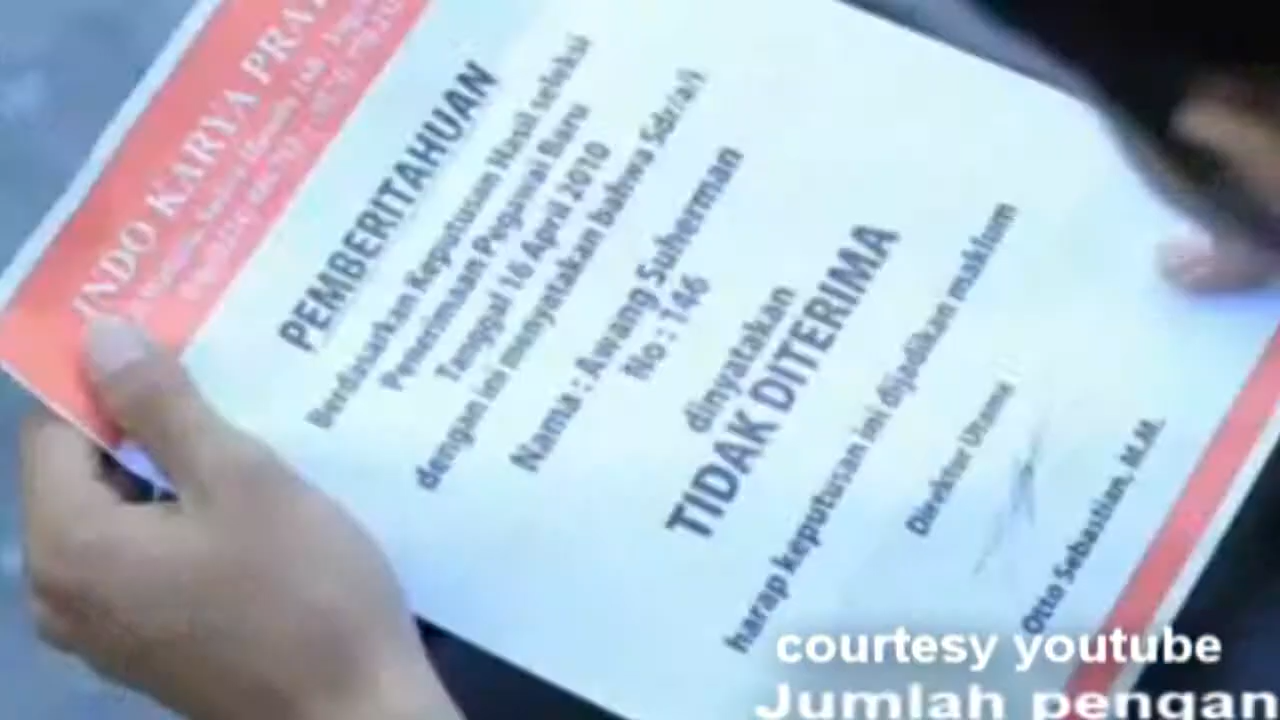 INDO KARYA
PEMBERITAHUAN
Berdasarkan Keputusan Hasil seleksi
Penerimaan Pegawai Baru
Tanggal 16 April 2010
dengan ini menyatakan bahwa Sdr/a/i
Nama : Awang Suherman
No : 146
dinyatakan
TIDAK DITERIMA
harap keputusan ini dijadikan maklum
Direktur Utama
Otto Sebastian, M.M.
courtesy youtube
Jumlah pengan